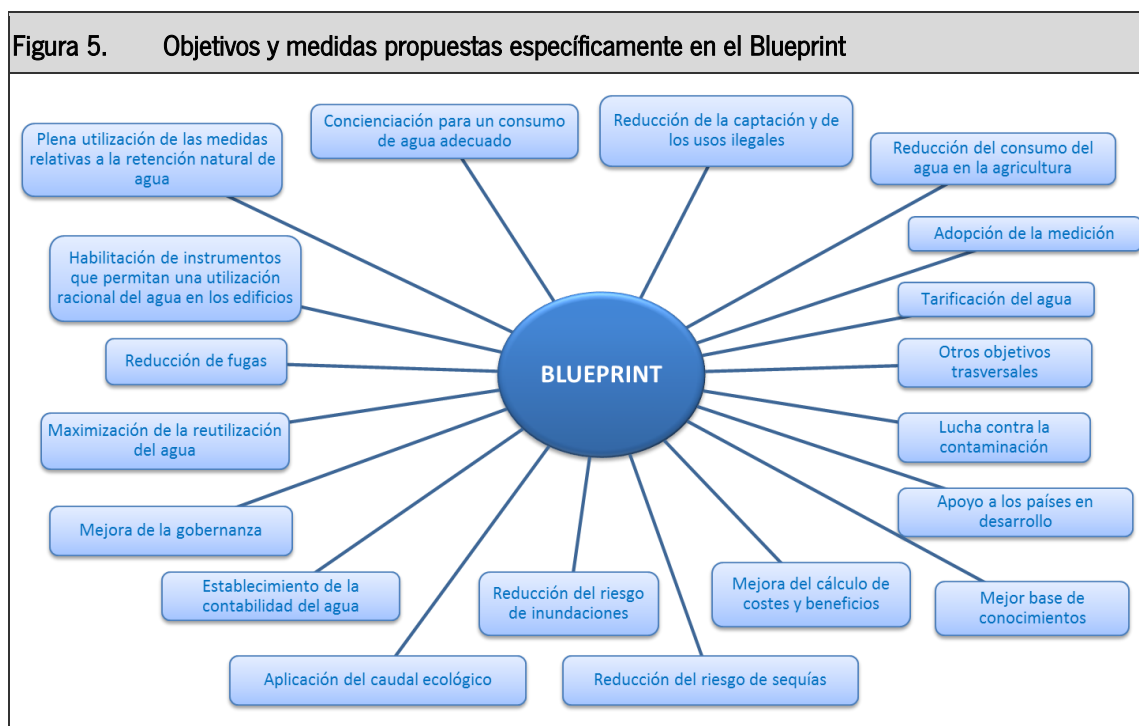 Figura 5. Objetivos y medidas propuestas específicamente en el Blueprint
Plena utilización de las medidas
relativas a la retención natural de
agua
Concienciación para un consumo
de agua adecuado
Reducción de la captación y de
los usos ilegales
Reducción del consumo del
agua en la agricultura
Adopción de la medición
Habilitación de instrumentos
que permitan una utilización
racional del agua en los edificios
Tarificación del agua
Reducción de fugas
BLUEPRINT
Otros objetivos
trasversales
Maximización de la reutilización
del agua
Lucha contra la
contaminación
Mejora de la gobernanza
Apoyo a los países en
desarrollo
Establecimiento de la
contabilidad del agua
Reducción del riesgo
de inundaciones
Mejora del cálculo de
costes y beneficios
Mejor base de
conocimientos
Aplicación del caudal ecológico
Reducción del riesgo de sequías